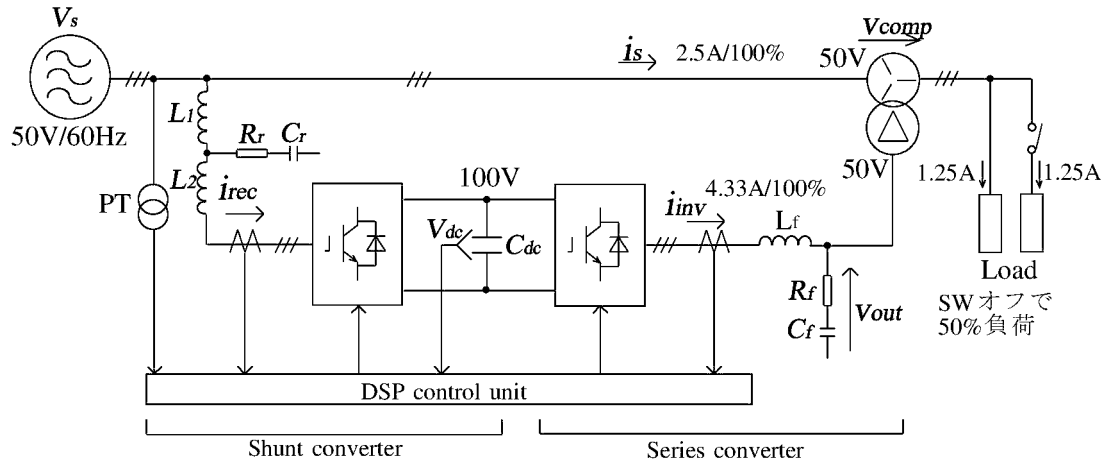 Vs
50V/60Hz
is
2.5A/100%
Vcomp
50V
50V
L1
Rr
Cr
L2
irec
PT
100V
Vdc
Cdc
4.33A/100%
iinv
Lf
Rf
Cf
Vout
1.25A
1.25A
Load
SWオフで
50%負荷
DSP control unit
Shunt converter
Series converter